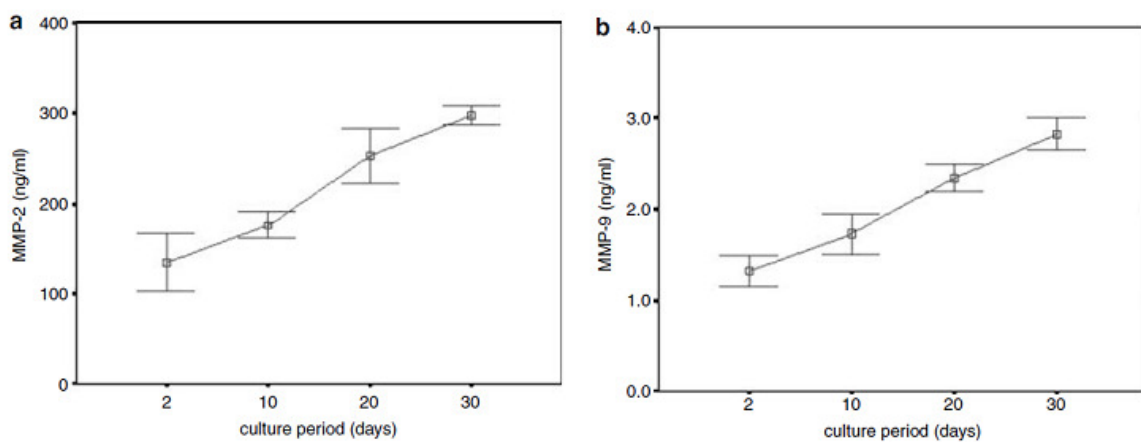 a
400
300
200
100
0
MMP-2 (ng/ml)
2 10 20 30
culture period (days)
b
4.0
3.0
2.0
1.0
0.0
MMP-9 (ng/ml)
2 10 20 30
culture period (days)